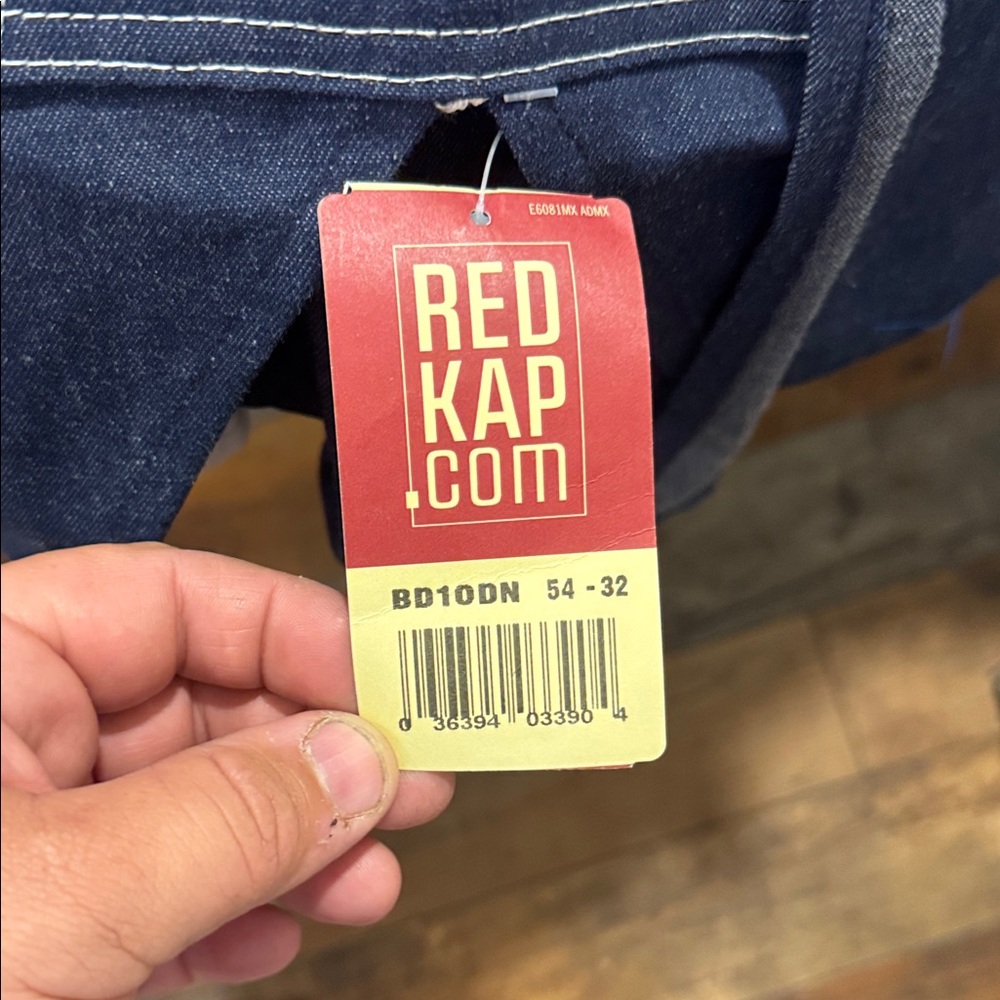 E6081MX ADMX
RED
KAP
.COM
BD10DN 54 - 32
0 36394 03390 4